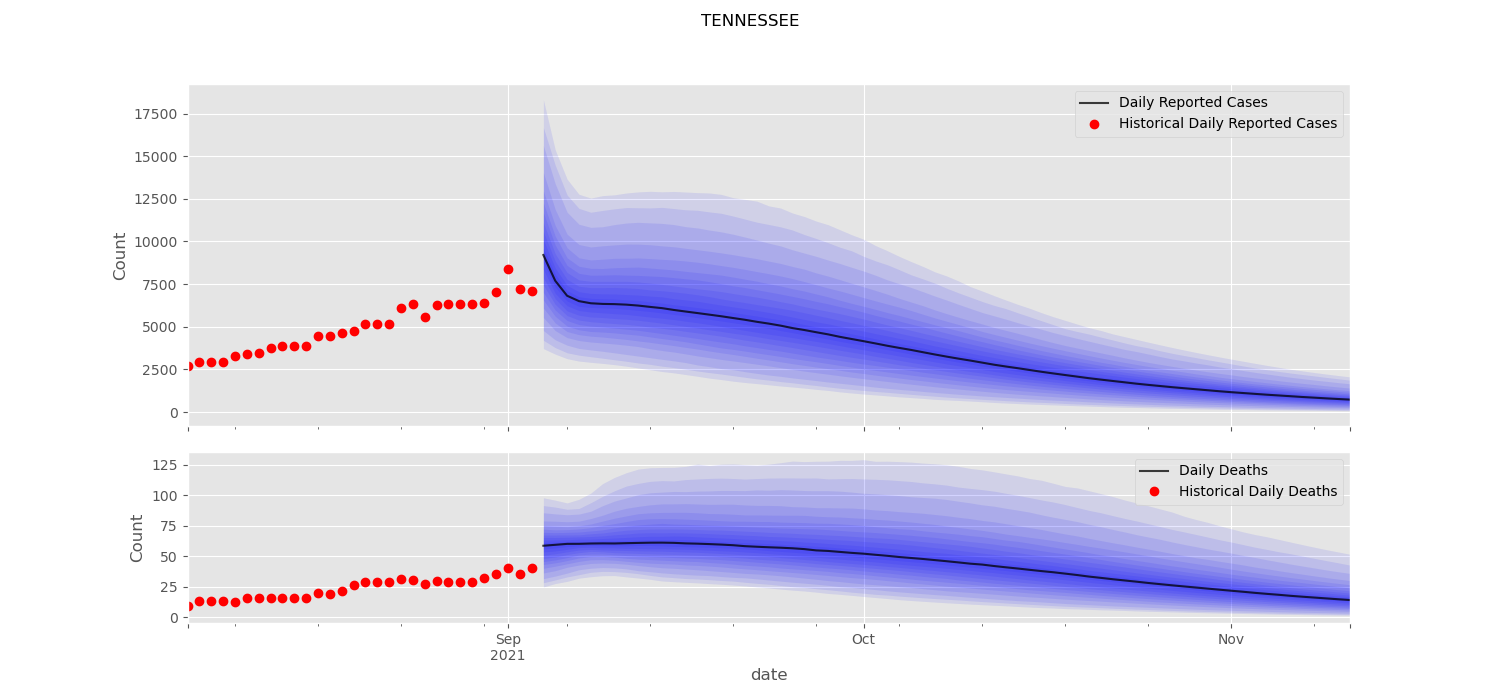 TENNESSEE
Daily Reported Cases
Historical Daily Reported Cases
Count
17500
15000
12500
10000
7500
5000
2500
0
Daily Deaths
Historical Daily Deaths
Count
125
100
75
50
25
0
Sep
2021
Oct
Nov
date